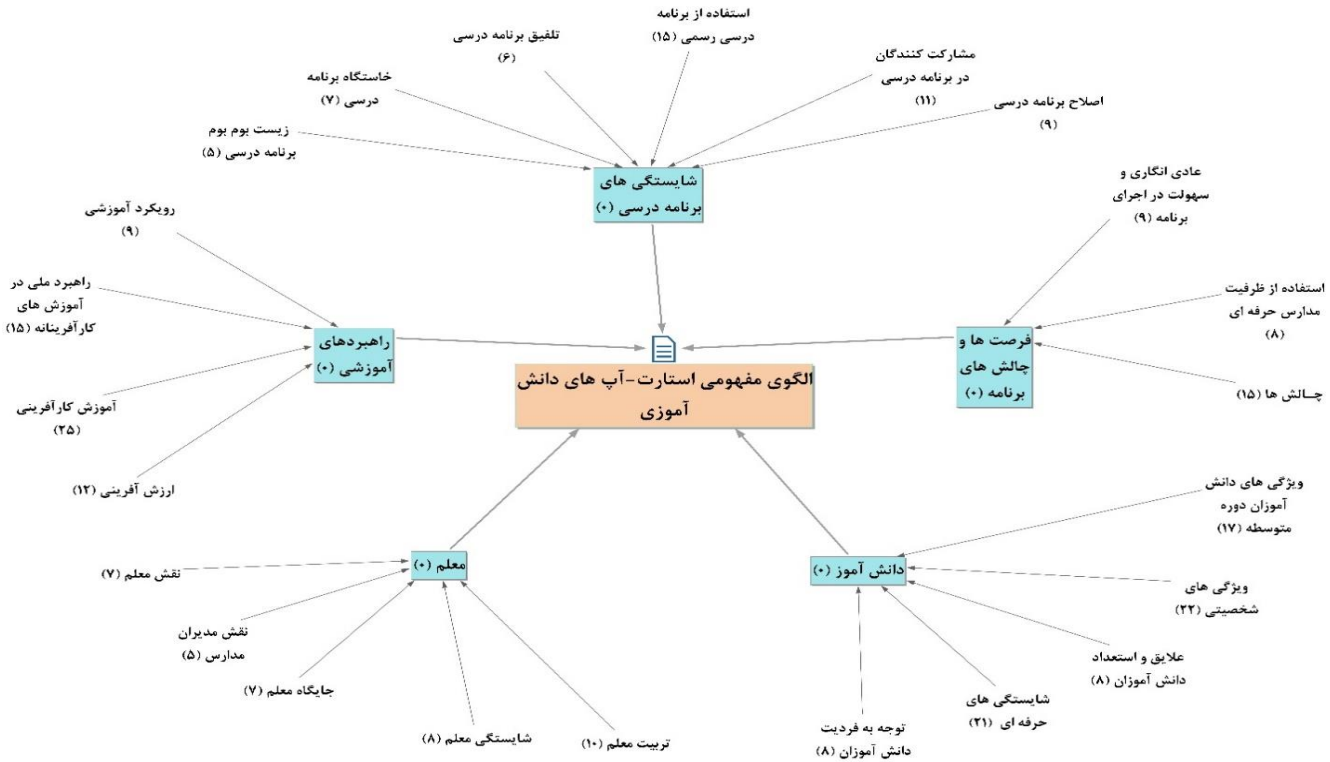 استفاده از برنامه
درسی رسمی (۱۵)
تلفیق برنامه درسی
(۶)
مشارکت کنندگان
در برنامه درسی
(۱۱)
خاستگاه برنامه
درسی (۷)
اصلاح برنامه درسی
(۹)
زیست بوم بوم
برنامه درسی (۵)
شایستگی های
برنامه درسی (۰)
عادی انگاری و
سهولت در اجرای
برنامه (۹)
استفاده از ظرفیت
مدارس حرفه ای
(۸)
چـالش ها (۱۵)
فرصت ها و
چالش های
برنامه (۰)
رویکرد آموزشی
(۹)
راهبرد ملی در
آموزش های
کارآفرینانه (۱۵)
آموزش کارآفرینی
(۲۵)
ارزش آفرینی (۱۲)
راهبردهای
آموزشی (۰)
الگوی مفهومی استارت-آپ های دانش
آموزی
ویژگی های دانش
آموزان دوره
متوسطه (۱۷)
ویژگی های
شخصیتی (۲۲)
علایق و استعداد
دانش آموزان (۸)
شایستگی های
حرفه ای (۲۱)
توجه به فردیت
دانش آموزان (۸)
دانش آموز (۰)
معلم (۰)
نقش معلم (۷)
نقش مدیران
مدارس (۵)
جایگاه معلم (۷)
شایستگی معلم (۸)
تربیت معلم (۱۰)